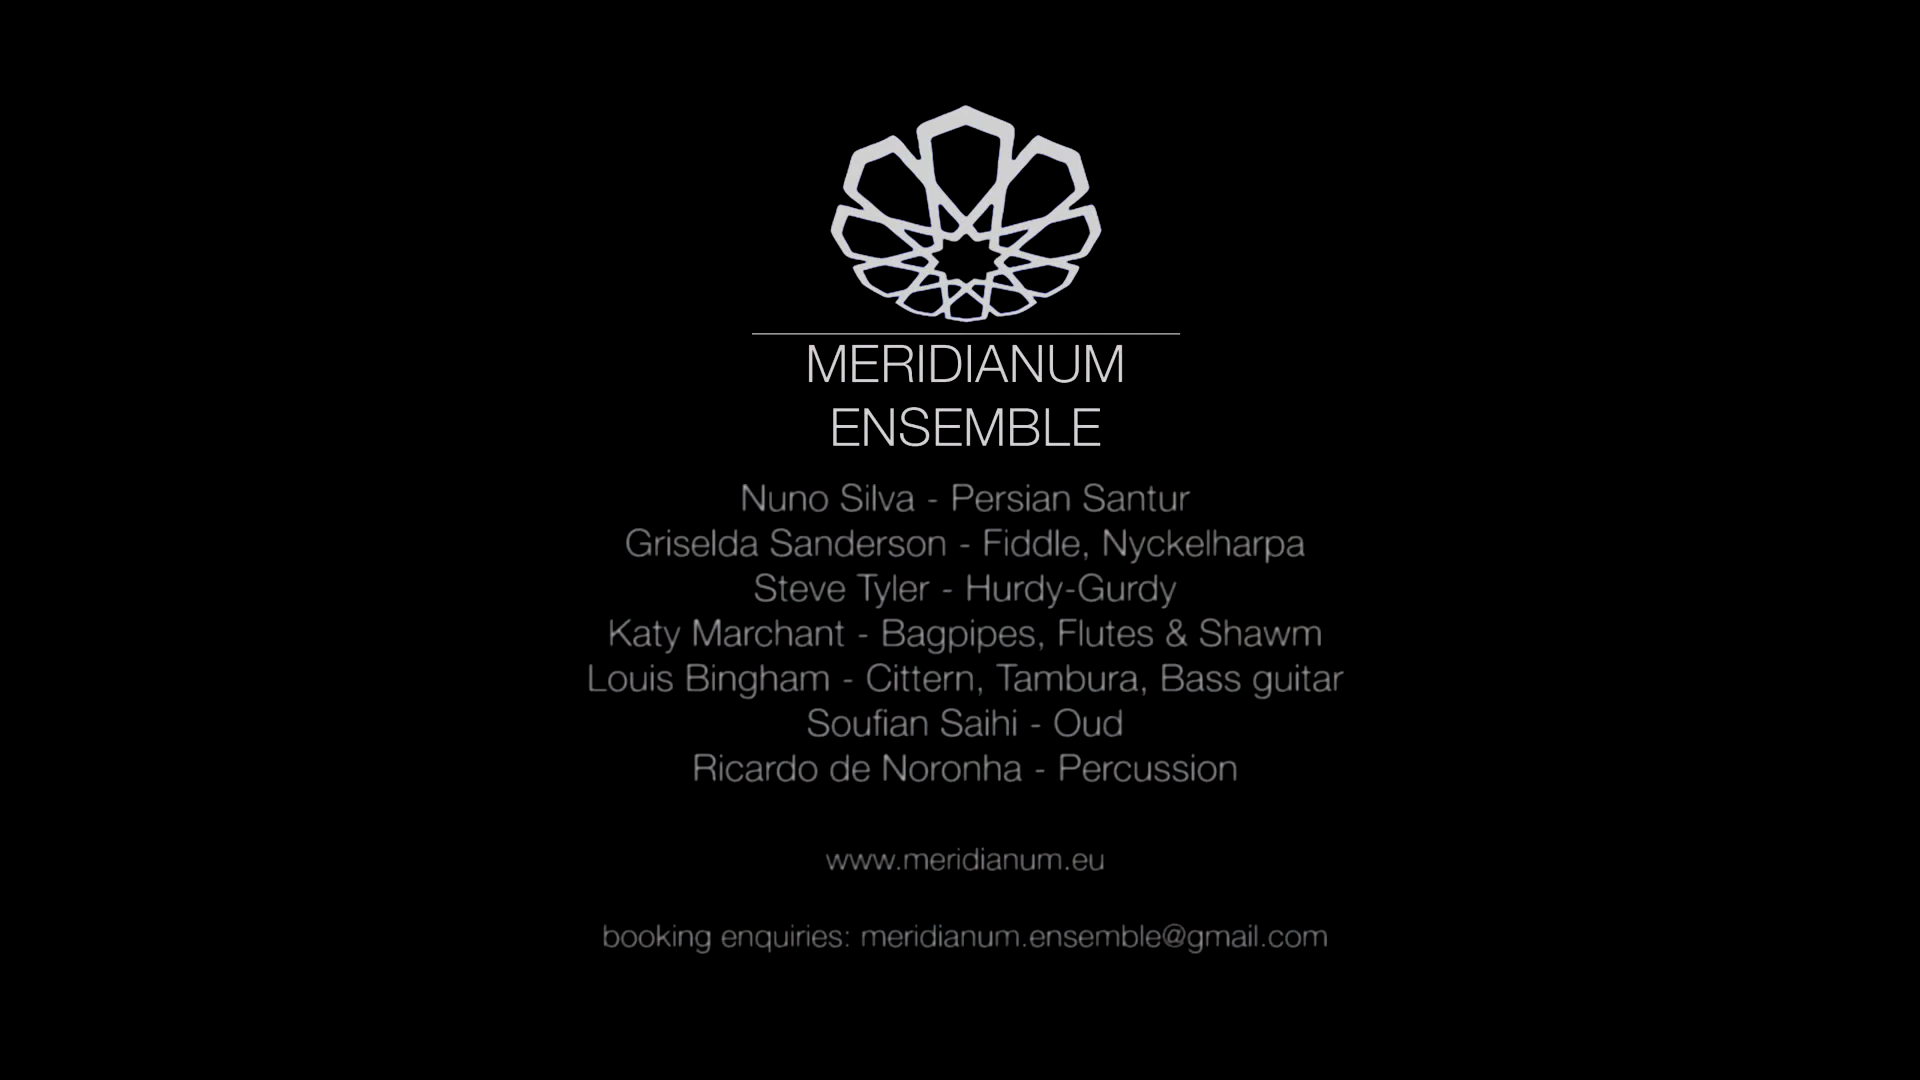 MERIDIANUM
ENSEMBLE
Nuno Silva - Persian Santur
Griselda Sanderson - Fiddle, Nyckelharpa
Steve Tyler - Hurdy-Gurdy
Katy Marchant - Bagpipes, Flutes & Shawm
Louis Bingham - Cittern, Tambura, Bass guitar
Soufian Saihi - Oud
Ricardo de Noronha - Percussion
www.meridianum.eu
booking enquiries: meridianum.ensemble@gmail.com